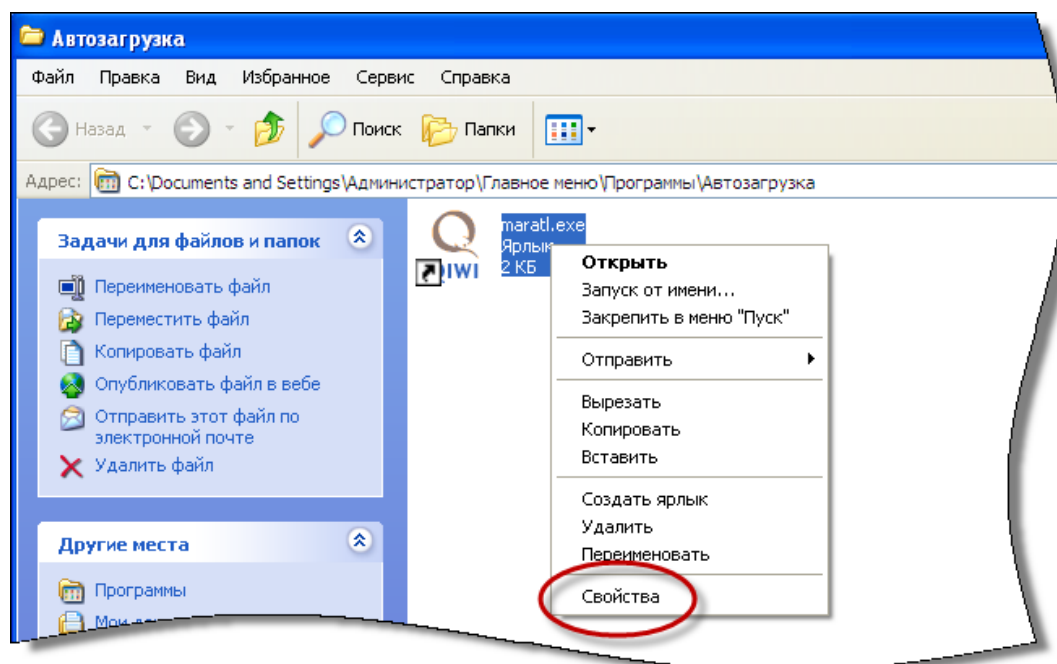 Автозагрузка
Файл Правка Вид Избранное Сервис Справка
Назад Поиск Папки
Адрес: C:\Documents and Settings\Администратор\Главное меню\Программы\Автозагрузка
Задачи для файлов и папок
Переименовать файл
Переместить файл
Копировать файл
Опубликовать файл в вебе
Отправить этот файл по
электронной почте
Удалить файл
Другие места
Программы
maratl.exe
Ярлык
2 КБ
QIWI
Открыть
Запуск от имени...
Закрепить в меню "Пуск"
Отправить
Вырезать
Копировать
Вставить
Создать ярлык
Удалить
Переименовать
Свойства